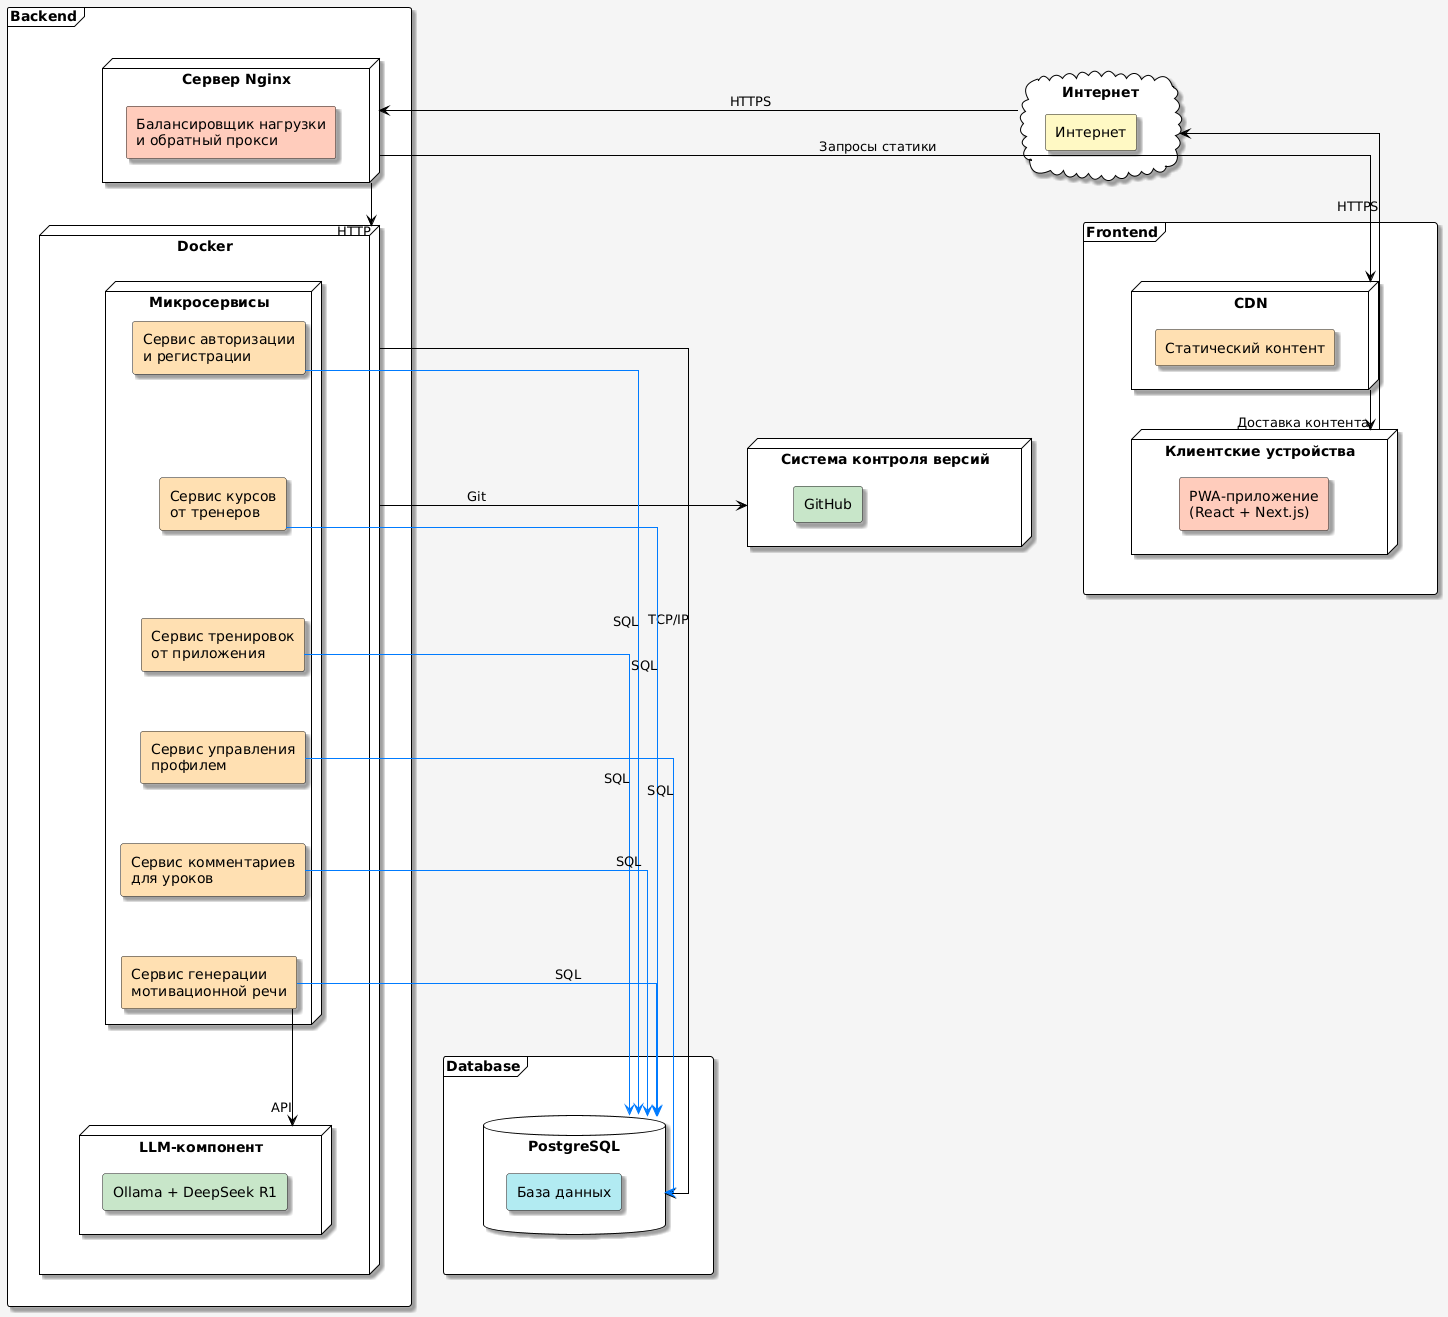 Backend
Сервер Nginx
Балансировщик нагрузки
и обратный прокси
HTTPS
Интернет
Интернет
Запросы статики
HTTPS
HTTP
Docker
Frontend
CDN
Статический контент
Доставка контента
Клиентские устройства
PWA-приложение
(React + Next.js)
Микросервисы
Сервис авторизации
и регистрации
Система контроля версий
GitHub
Git
Сервис курсов
от тренеров
SQL
TCP/IP
Сервис тренировок
от приложения
SQL
Сервис управления
профилем
SQL
SQL
Сервис комментариев
для уроков
SQL
Сервис генерации
мотивационной речи
SQL
Database
API
LLM-компонент
Ollama + DeepSeek R1
PostgreSQL
База данных